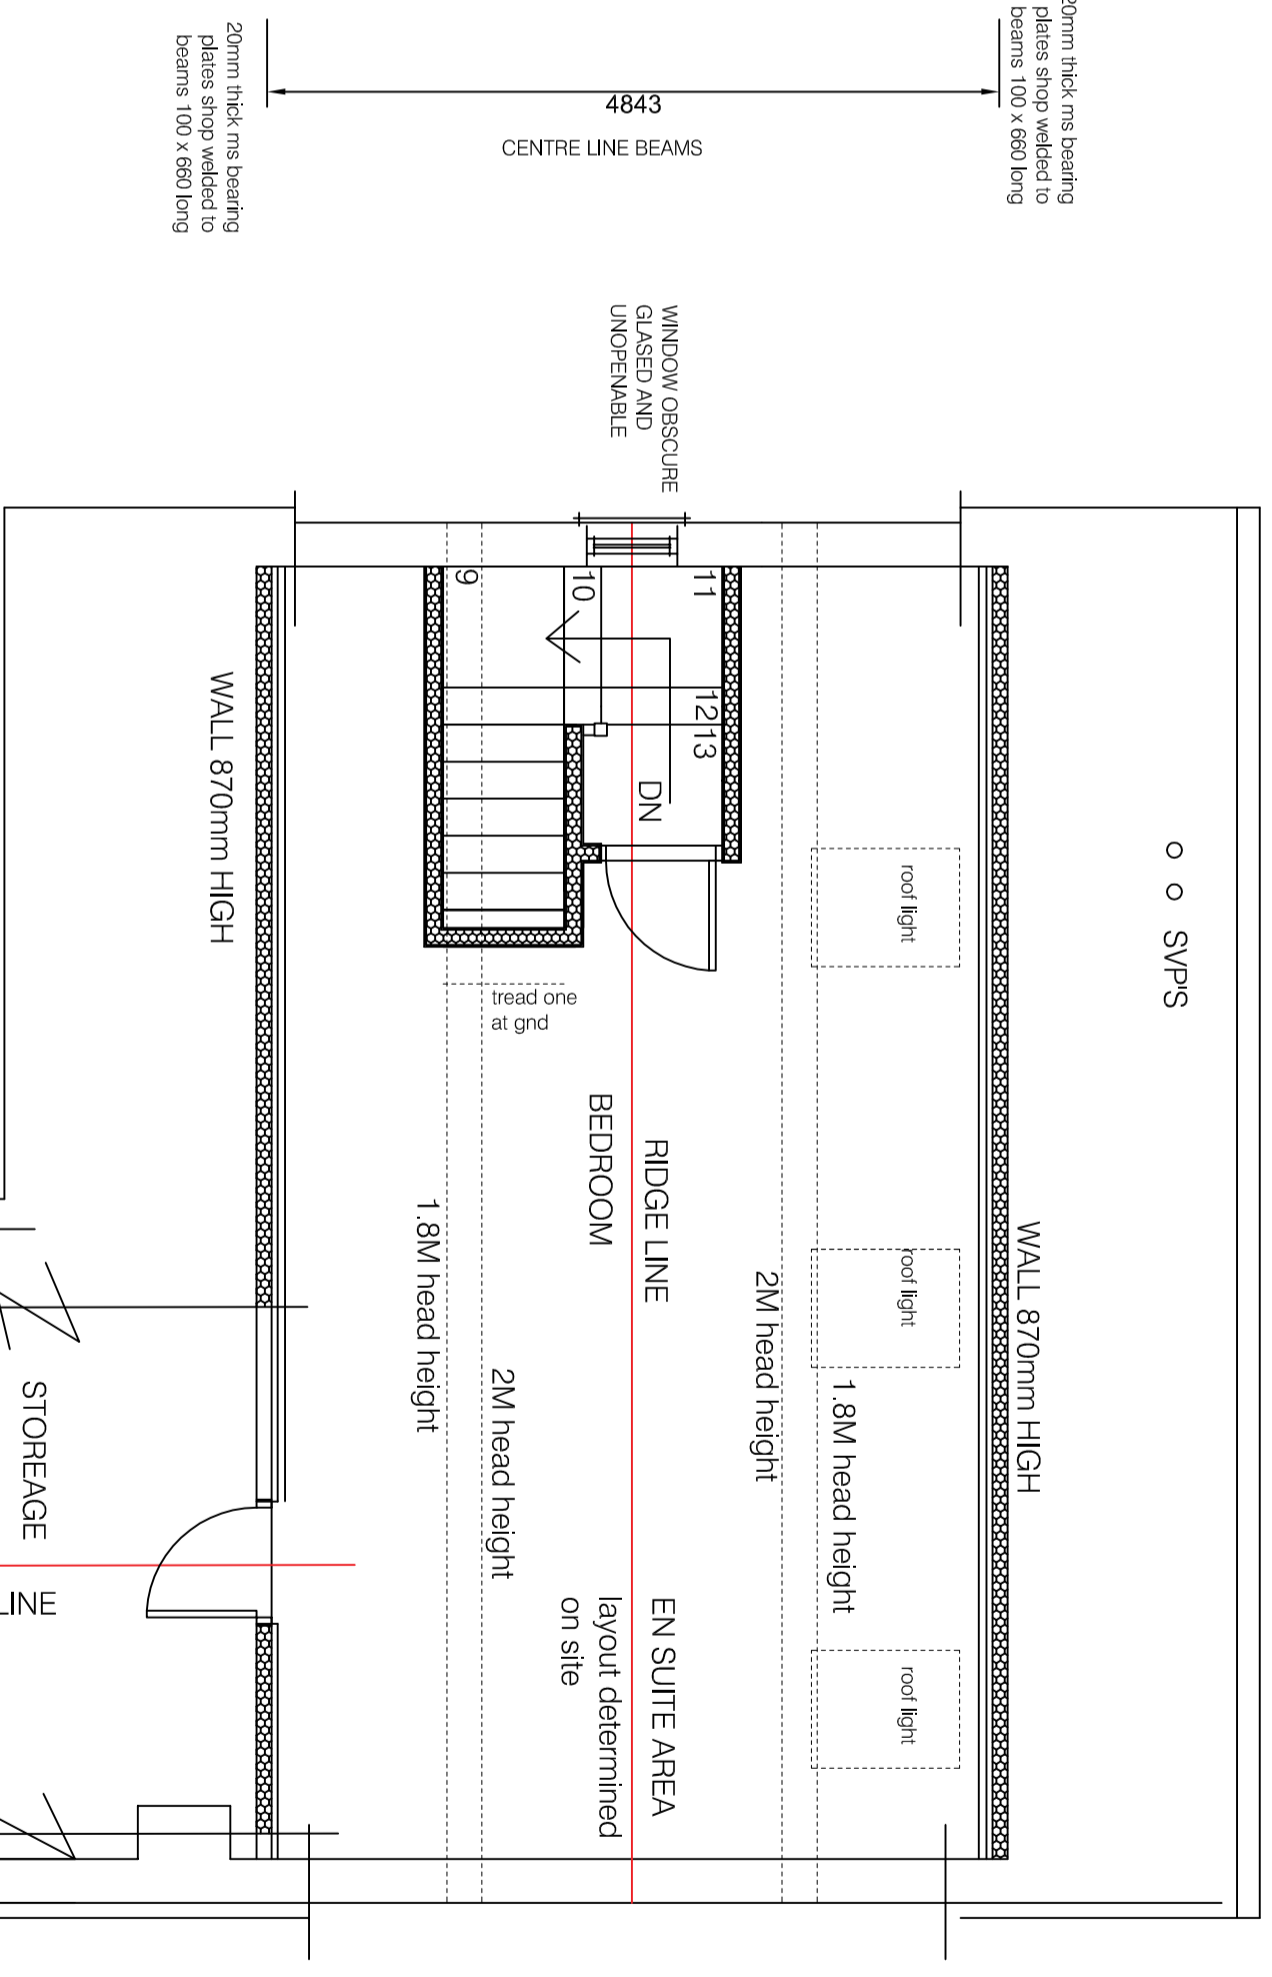 20mm thick ms bearing
plates shop welded to
beams 100 x 660 long
4843
CENTRE LINE BEAMS
20mm thick ms bearing
plates shop welded to
beams 100 x 660 long
WINDOW OBSCURE
GLASED AND
UNOPENABLE
SVP'S
WALL 870mm HIGH
9
10
11
12
13
DN
roof light
tread one
at gnd
RIDGE LINE
BEDROOM
1.8M head height
2M head height
2M head height
roof light
1.8M head height
WALL 870mm HIGH
STOREAGE
LINE
EN SUITE AREA
layout determined
on site
roof light